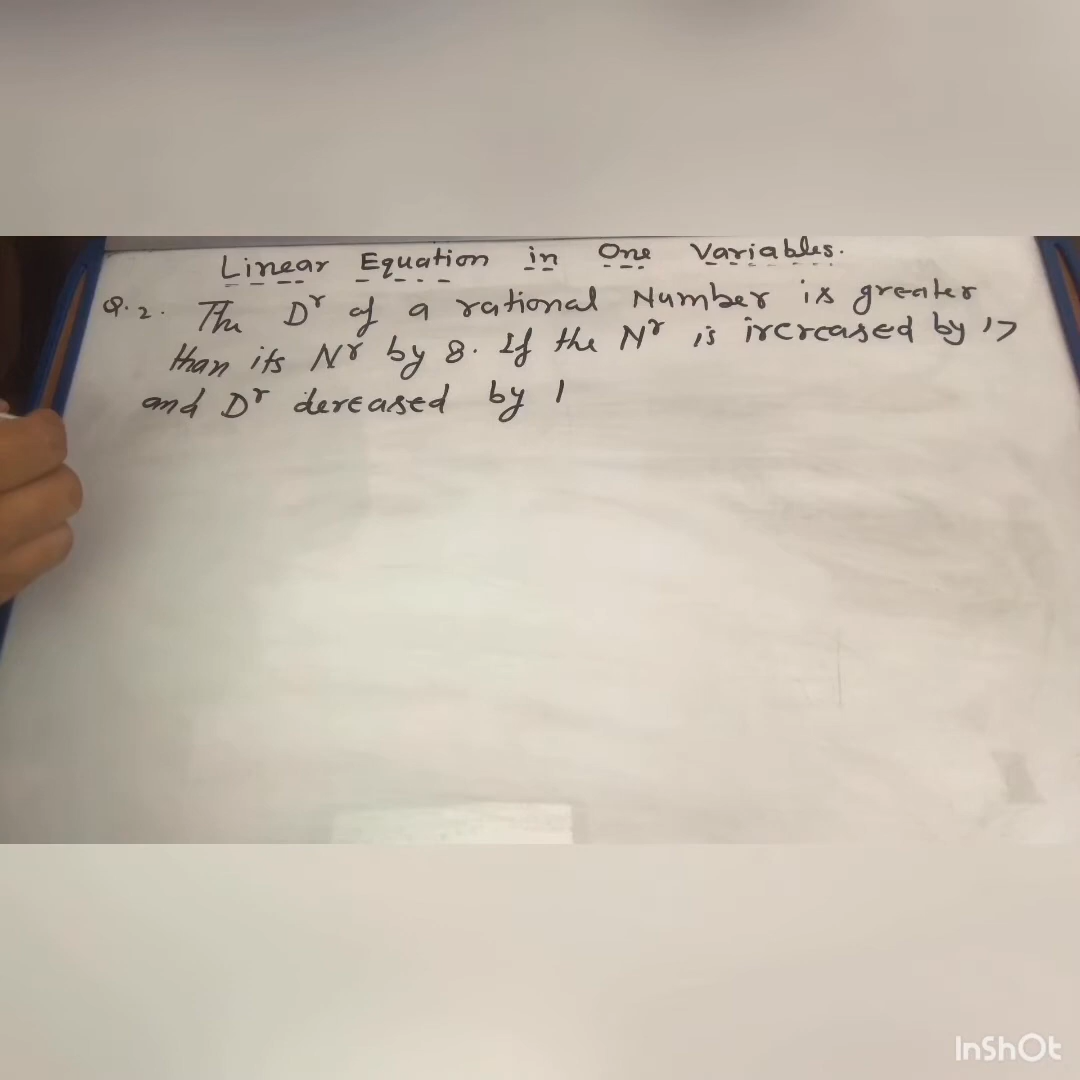 Linear Equation in One Variables.
Q.2. The Dʳ of a rational Number is greater
than its Nʳ by 8. If the Nʳ is ircreased by 17
and Dʳ dereased by 1
InShOt